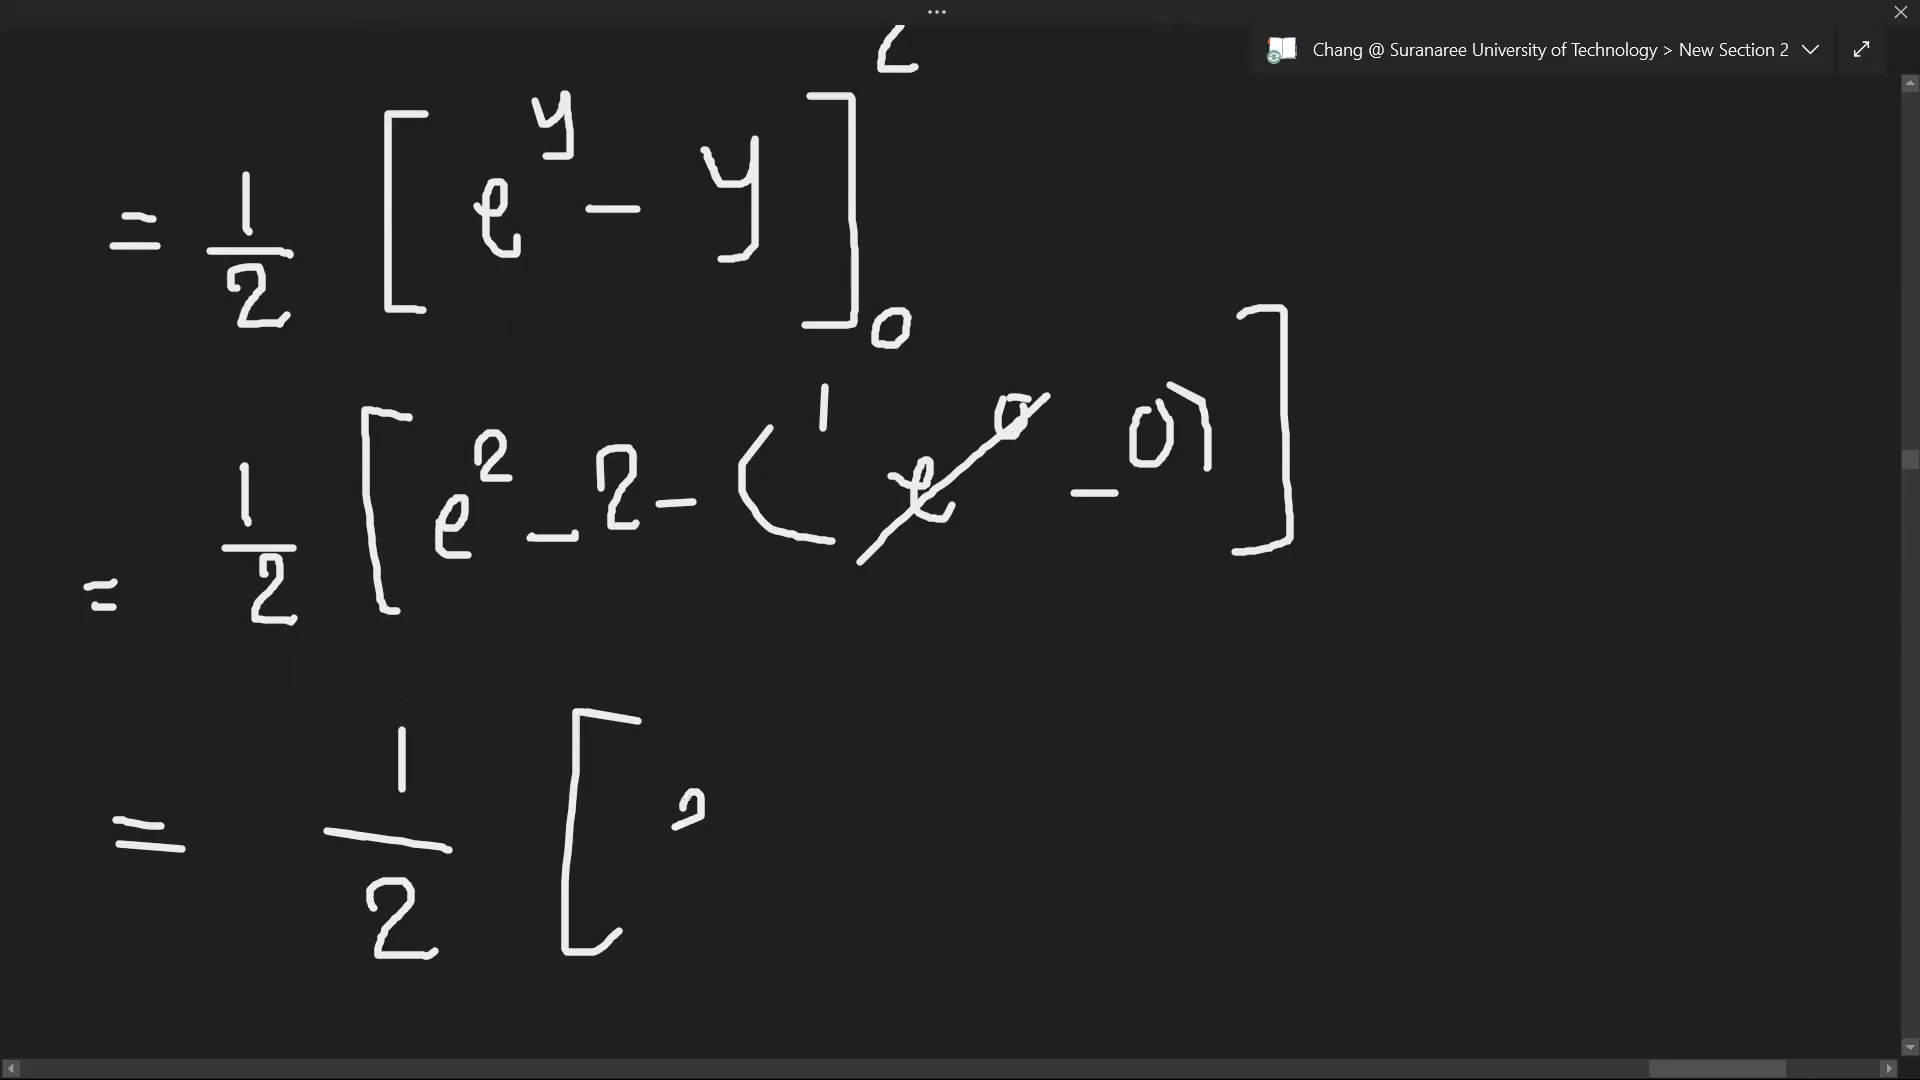 Chang @ Suranaree University of Technology > New Section 2
2
= 1/2 [e^y - y]_0
= 1/2 [e^2 - 2 - (1 e^0 - 0)]
= 1/2 [